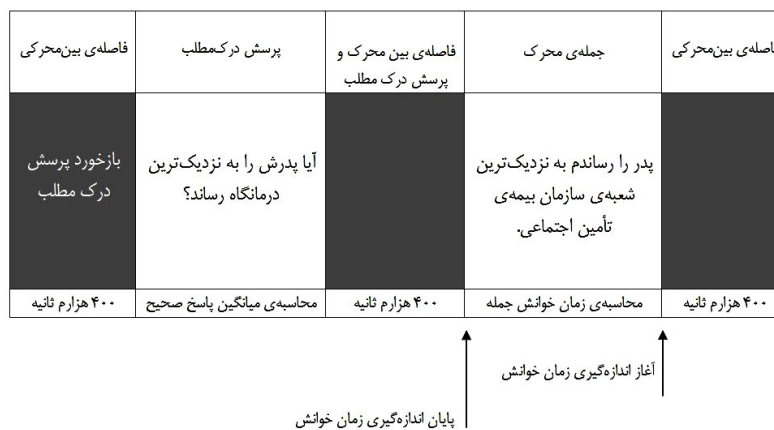 فاصله‌ی بین‌محرکی
جمله‌ی محرک
فاصله‌ی بین محرک و
پرسش درک مطلب
پرسش درک‌مطلب
فاصله‌ی بین‌محرکی
پدر را رساندم به نزدیک‌ترین
شعبه‌ی سازمان بیمه‌ی
تأمین اجتماعی.
آیا پدرش را به نزدیک‌ترین
درمانگاه رساند؟
بازخورد پرسش
درک مطلب
۴۰۰ هزارم ثانیه
محاسبه‌ی زمان خوانش جمله
۴۰۰ هزارم ثانیه
محاسبه‌ی میانگین پاسخ صحیح
۴۰۰ هزارم ثانیه
آغاز اندازه‌گیری زمان خوانش
پایان اندازه‌گیری زمان خوانش